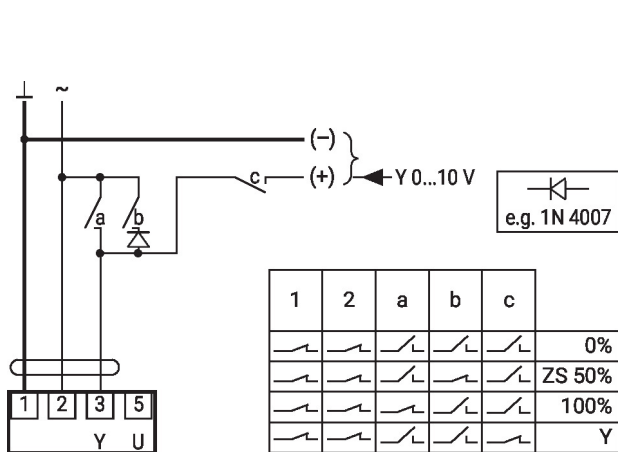 ⊥ ~
(–)
(+)
Y 0...10 V
a
b
c
e.g. 1N 4007
1 2 a b c
0%
ZS 50%
100%
Y
1 2 3 5
Y U